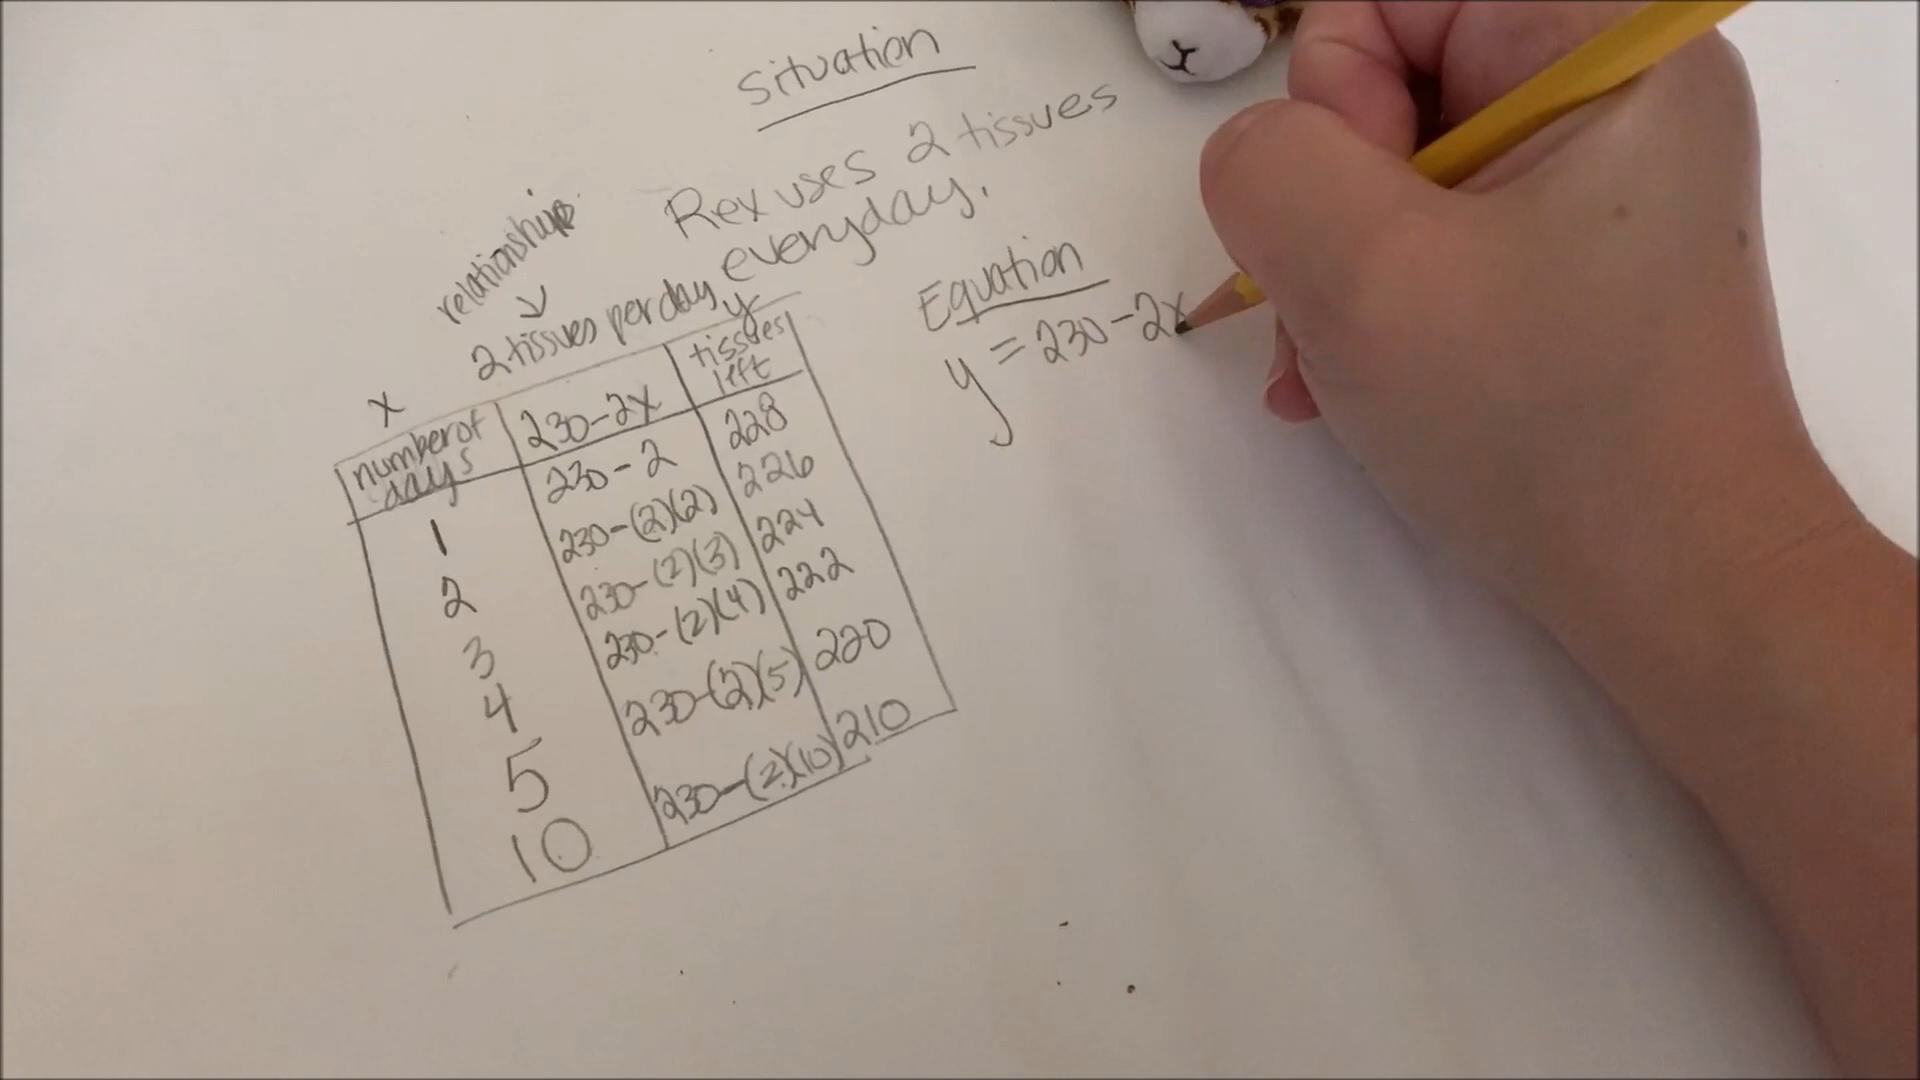 Situation
Rex uses 2 tissues
everyday.
relationship
2 tissues per day
x
y
number of
days
230-2x
tissues
left
1 230-2 228
2 230-(2)(2) 226
3 230-(2)(3) 224
4 230-(2)(4) 222
5 230-(2)(5) 220
10 230-(2)(10) 210
Equation
y = 230-2x